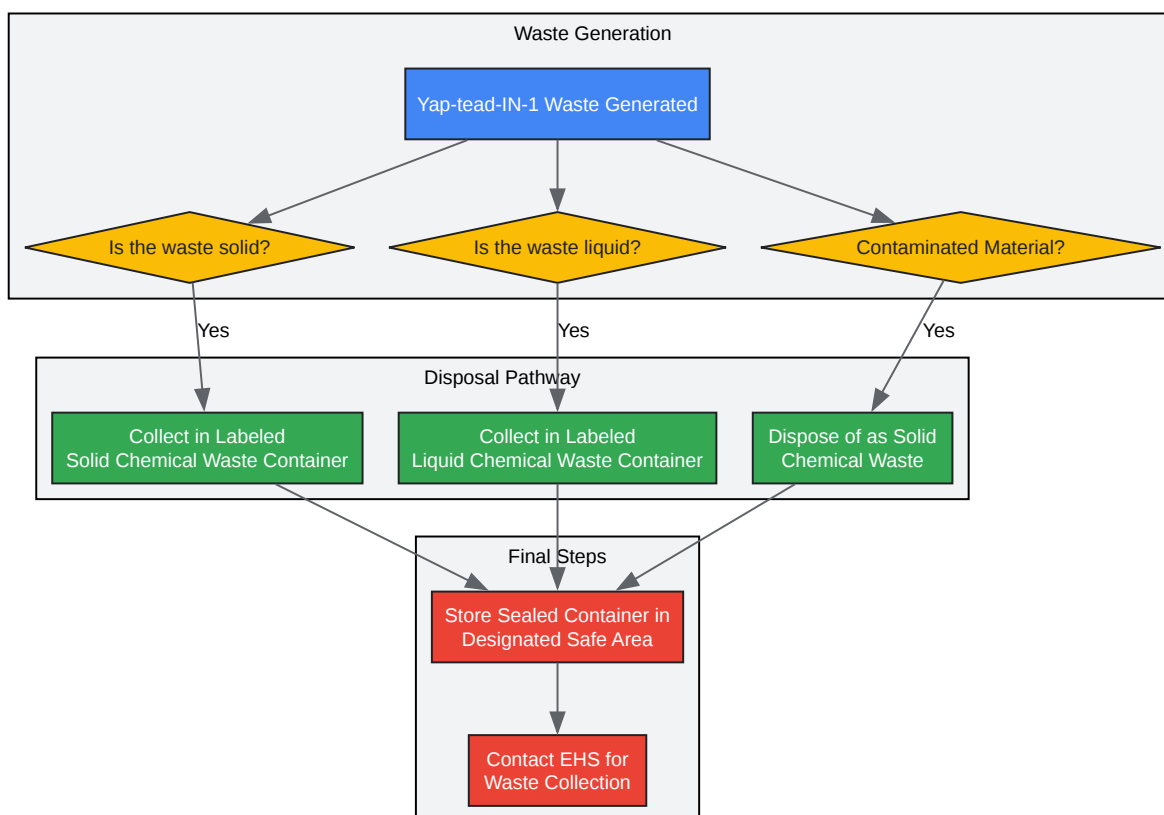 Waste Generation
Yap-tead-IN-1 Waste Generated
Is the waste solid?
Is the waste liquid?
Contaminated Material?
Yes
Yes
Yes
Disposal Pathway
Collect in Labeled
Solid Chemical Waste Container
Collect in Labeled
Liquid Chemical Waste Container
Dispose of as Solid
Chemical Waste
Final Steps
Store Sealed Container in
Designated Safe Area
Contact EHS for
Waste Collection